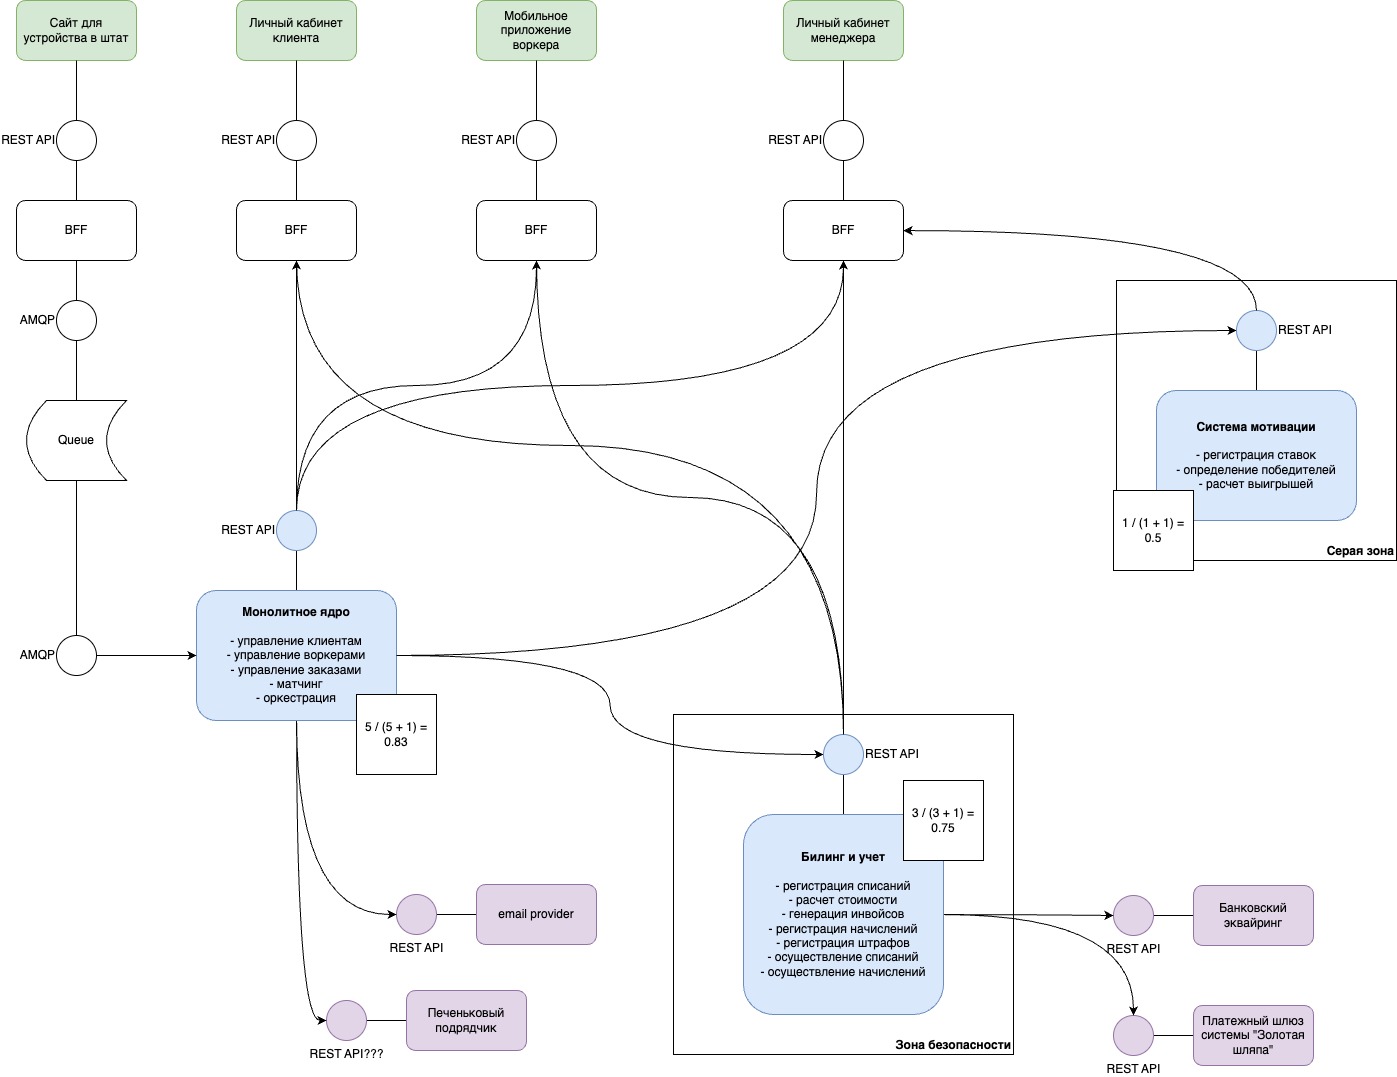 Сайт для
устройства в штат
Личный кабинет
клиента
Мобильное
приложение
воркера
Личный кабинет
менеджера
REST API
REST API
REST API
REST API
BFF
BFF
BFF
BFF
AMQP
REST API
Queue
Система мотивации
- регистрация ставок
- определение победителей
- расчет выигрышей
1 / (1 + 1) =
0.5
Серая зона
REST API
AMQP
Монолитное ядро
- управление клиентам
- управление воркерами
- управление заказами
- матчинг
- оркестрация
5 / (5 + 1) =
0.83
REST API
3 / (3 + 1) =
0.75
Билинг и учет
- регистрация списаний
- расчет стоимости
- генерация инвойсов
- регистрация начислений
- регистрация штрафов
- осуществление списаний
- осуществление начислений
Зона безопасности
email provider
REST API
Печеньковый
подрядчик
REST API???
Банковский
эквайринг
REST API
Платежный шлюз
системы "Золотая
шляпа"
REST API